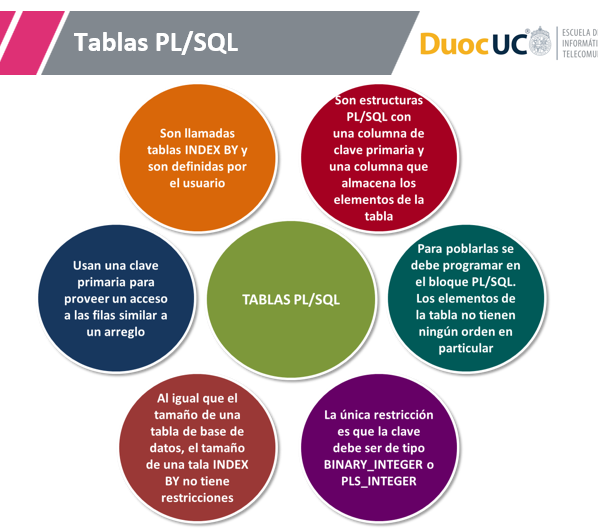 Tablas PL/SQL
Duoc UC
ESCUELA DE
INFORMÁTI
TELECOMU
Son llamadas
tablas INDEX BY y
son definidas por
el usuario
Son estructuras
PL/SQL con
una columna de
clave primaria y
una columna que
almacena los
elementos de la
tabla
Usan una clave
primaria para
proveer un acceso
a las filas similar a
un arreglo
TABLAS PL/SQL
Para poblarlas se
debe programar en
el bloque PL/SQL.
Los elementos de
la tabla no tienen
ningún orden en
particular
Al igual que el
tamaño de una
tabla de base de
datos, el tamaño
de una tala INDEX
BY no tiene
restricciones
La única restricción
es que la clave
debe ser de tipo
BINARY_INTEGER o
PLS_INTEGER